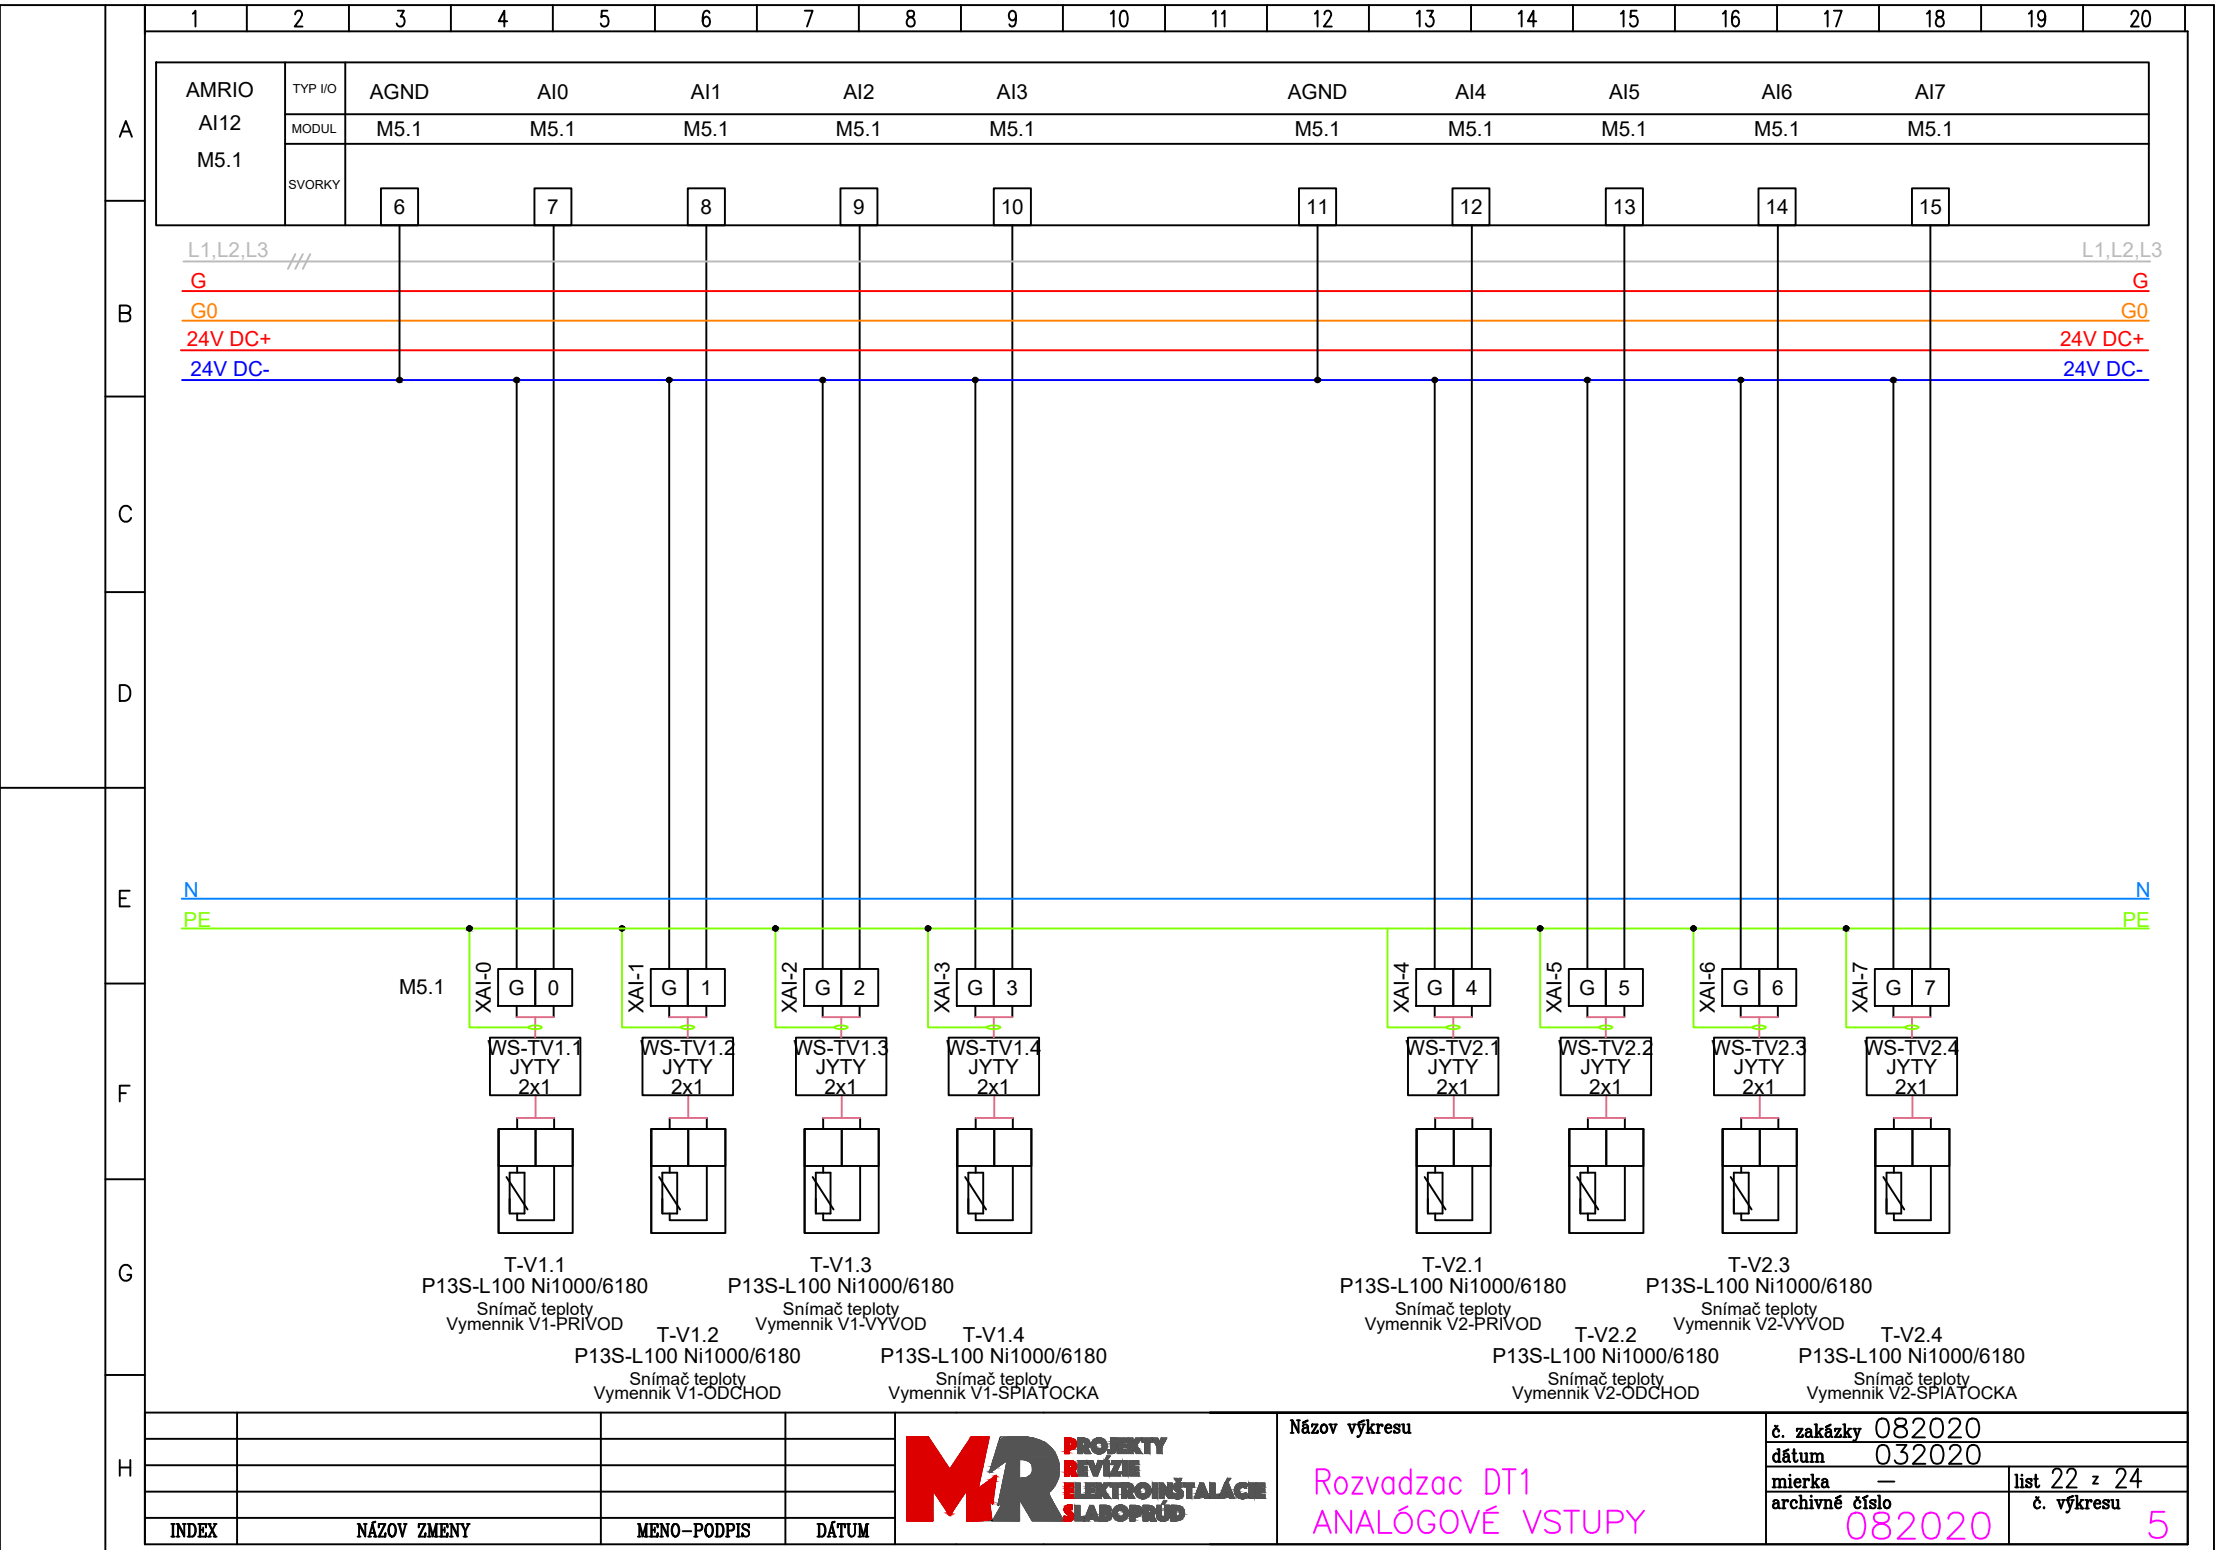 1 2 3 4 5 6 7 8 9 10 11 12 13 14 15 16 17 18 19 20
A
B
C
D
E
F
G
H
AMRIO
AI12
M5.1
TYP I/O AGND AI0 AI1 AI2 AI3 AGND AI4 AI5 AI6 AI7
MODUL M5.1 M5.1 M5.1 M5.1 M5.1 M5.1 M5.1 M5.1 M5.1 M5.1
SVORKY
6 7 8 9 10 11 12 13 14 15
L1,L2,L3 /// L1,L2,L3
G G
G0 G0
24V DC+ 24V DC+
24V DC- 24V DC-
N N
PE PE
M5.1
XAI-0 G 0
XAI-1 G 1
XAI-2 G 2
XAI-3 G 3
XAI-4 G 4
XAI-5 G 5
XAI-6 G 6
XAI-7 G 7
WS-TV1.1
JYTY
2x1
WS-TV1.2
JYTY
2x1
WS-TV1.3
JYTY
2x1
WS-TV1.4
JYTY
2x1
WS-TV2.1
JYTY
2x1
WS-TV2.2
JYTY
2x1
WS-TV2.3
JYTY
2x1
WS-TV2.4
JYTY
2x1
T-V1.1
P13S-L100 Ni1000/6180
Snímač teploty
Vymennik V1-PRIVOD
T-V1.2
P13S-L100 Ni1000/6180
Snímač teploty
Vymennik V1-ODCHOD
T-V1.3
P13S-L100 Ni1000/6180
Snímač teploty
Vymennik V1-VYVOD
T-V1.4
P13S-L100 Ni1000/6180
Snímač teploty
Vymennik V1-SPIATOCKA
T-V2.1
P13S-L100 Ni1000/6180
Snímač teploty
Vymennik V2-PRIVOD
T-V2.2
P13S-L100 Ni1000/6180
Snímač teploty
Vymennik V2-ODCHOD
T-V2.3
P13S-L100 Ni1000/6180
Snímač teploty
Vymennik V2-VYVOD
T-V2.4
P13S-L100 Ni1000/6180
Snímač teploty
Vymennik V2-SPIATOCKA
INDEX NÁZOV ZMENY MENO-PODPIS DÁTUM
MR
PROJEKTY
REVÍZIE
ELEKTROINŠTALÁCIE
SLABOPRÚD
Názov výkresu
Rozvadzac DT1
ANALÓGOVÉ VSTUPY
č. zakázky 082020
dátum 032020
mierka –
list 22 z 24
archivné číslo
082020
č. výkresu
5